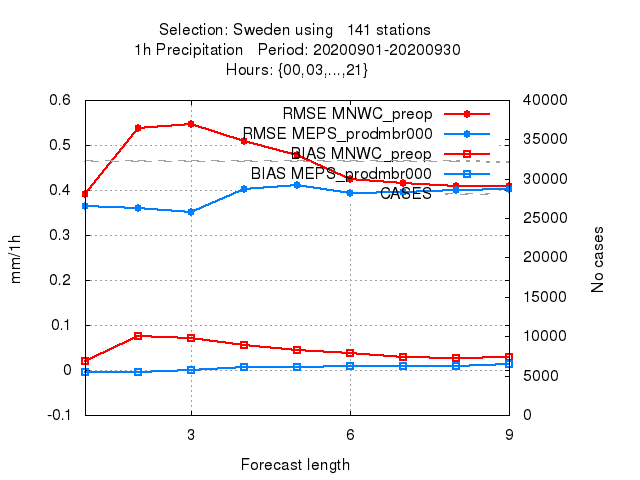 Selection: Sweden using 141 stations
1h Precipitation Period: 20200901-20200930
Hours: {00,03,...,21}
0.6
0.5
0.4
0.3
0.2
0.1
0
-0.1
mm/1h
RMSE MNWC_preop
RMSE MEPS_prodmbr000
BIAS MNWC_preop
BIAS MEPS_prodmbr000
CASES
40000
35000
30000
25000
20000
15000
10000
5000
0
No cases
3 6 9
Forecast length